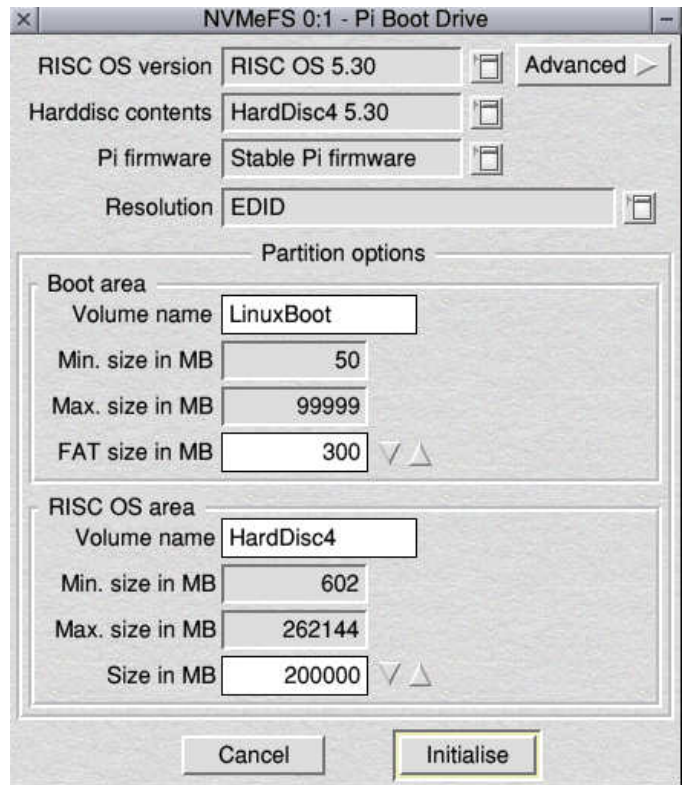 NVMeFS 0:1 - Pi Boot Drive
RISC OS version RISC OS 5.30 Advanced
Harddisc contents HardDisc4 5.30
Pi firmware Stable Pi firmware
Resolution EDID
Partition options
Boot area
Volume name LinuxBoot
Min. size in MB 50
Max. size in MB 99999
FAT size in MB 300
RISC OS area
Volume name HardDisc4
Min. size in MB 602
Max. size in MB 262144
Size in MB 200000
Cancel Initialise